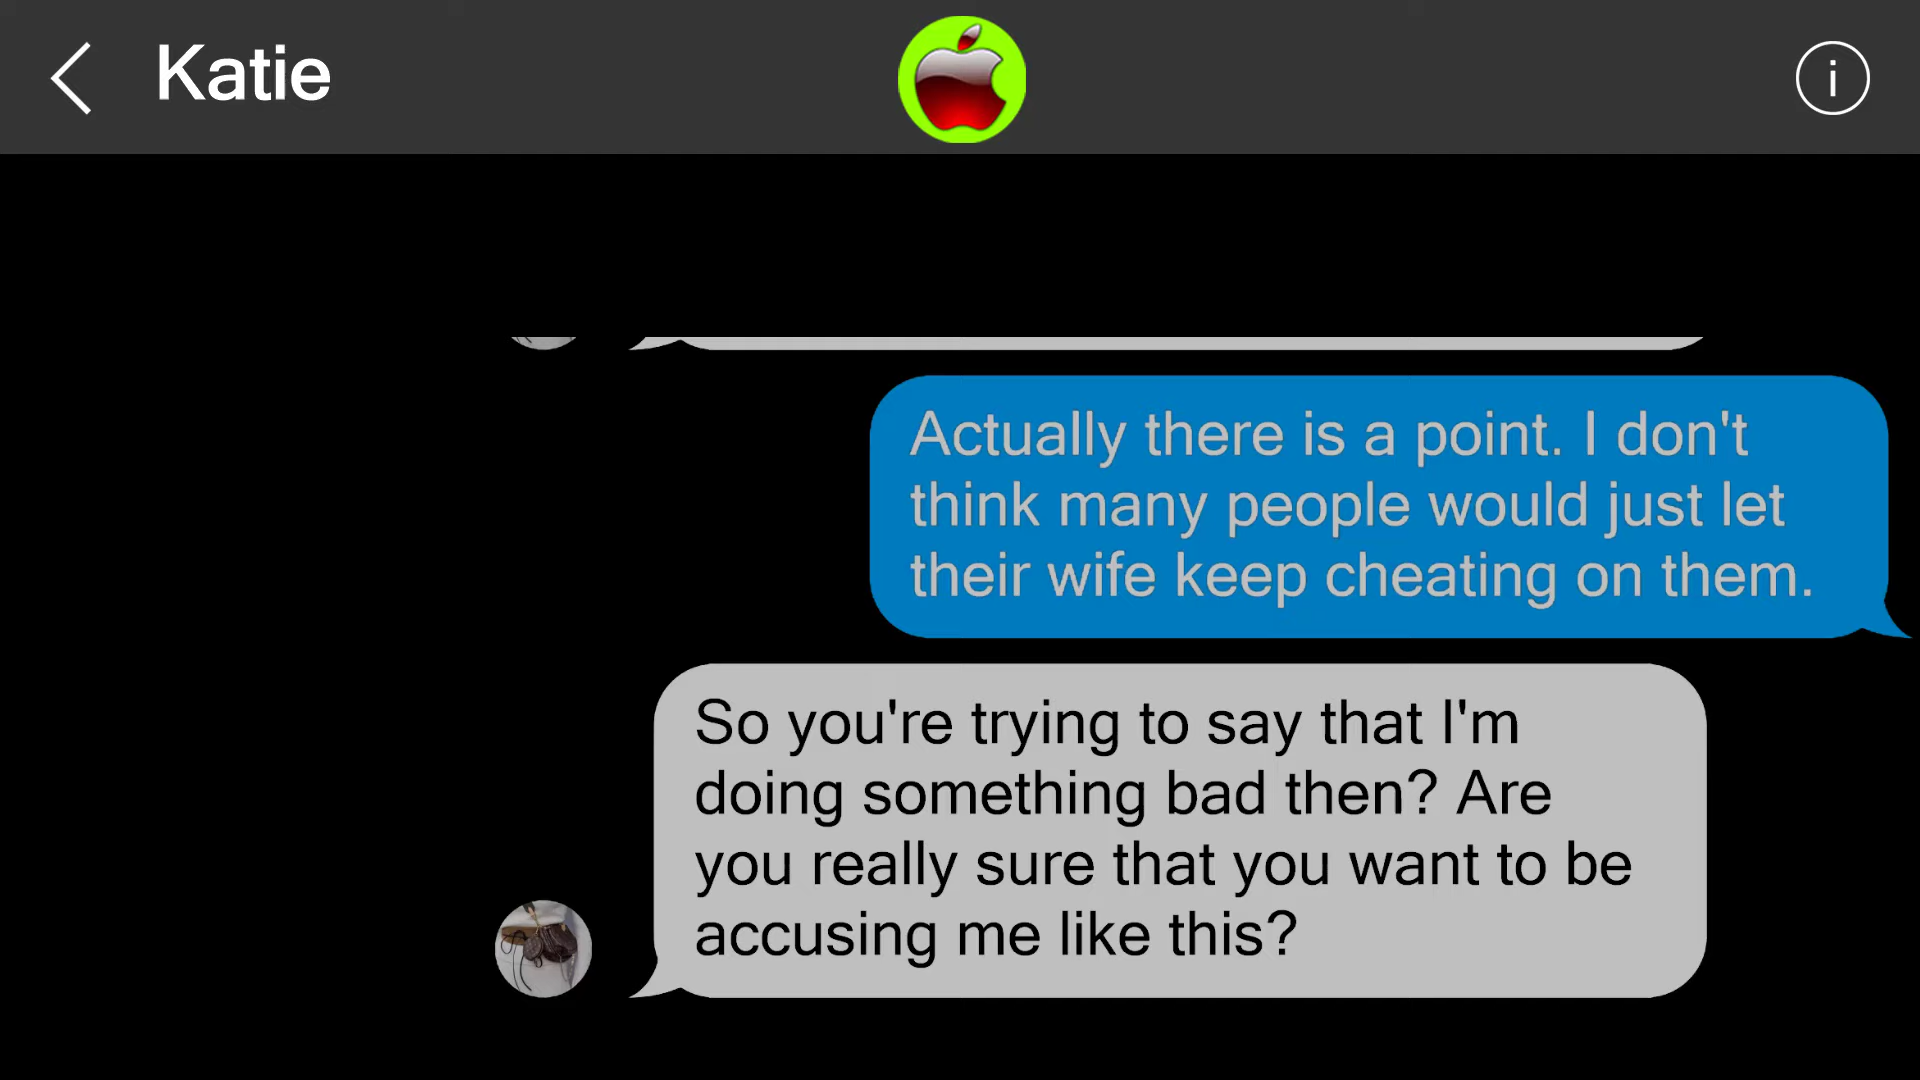 Katie
i
Actually there is a point. I don't
think many people would just let
their wife keep cheating on them.
So you're trying to say that I'm
doing something bad then? Are
you really sure that you want to be
accusing me like this?